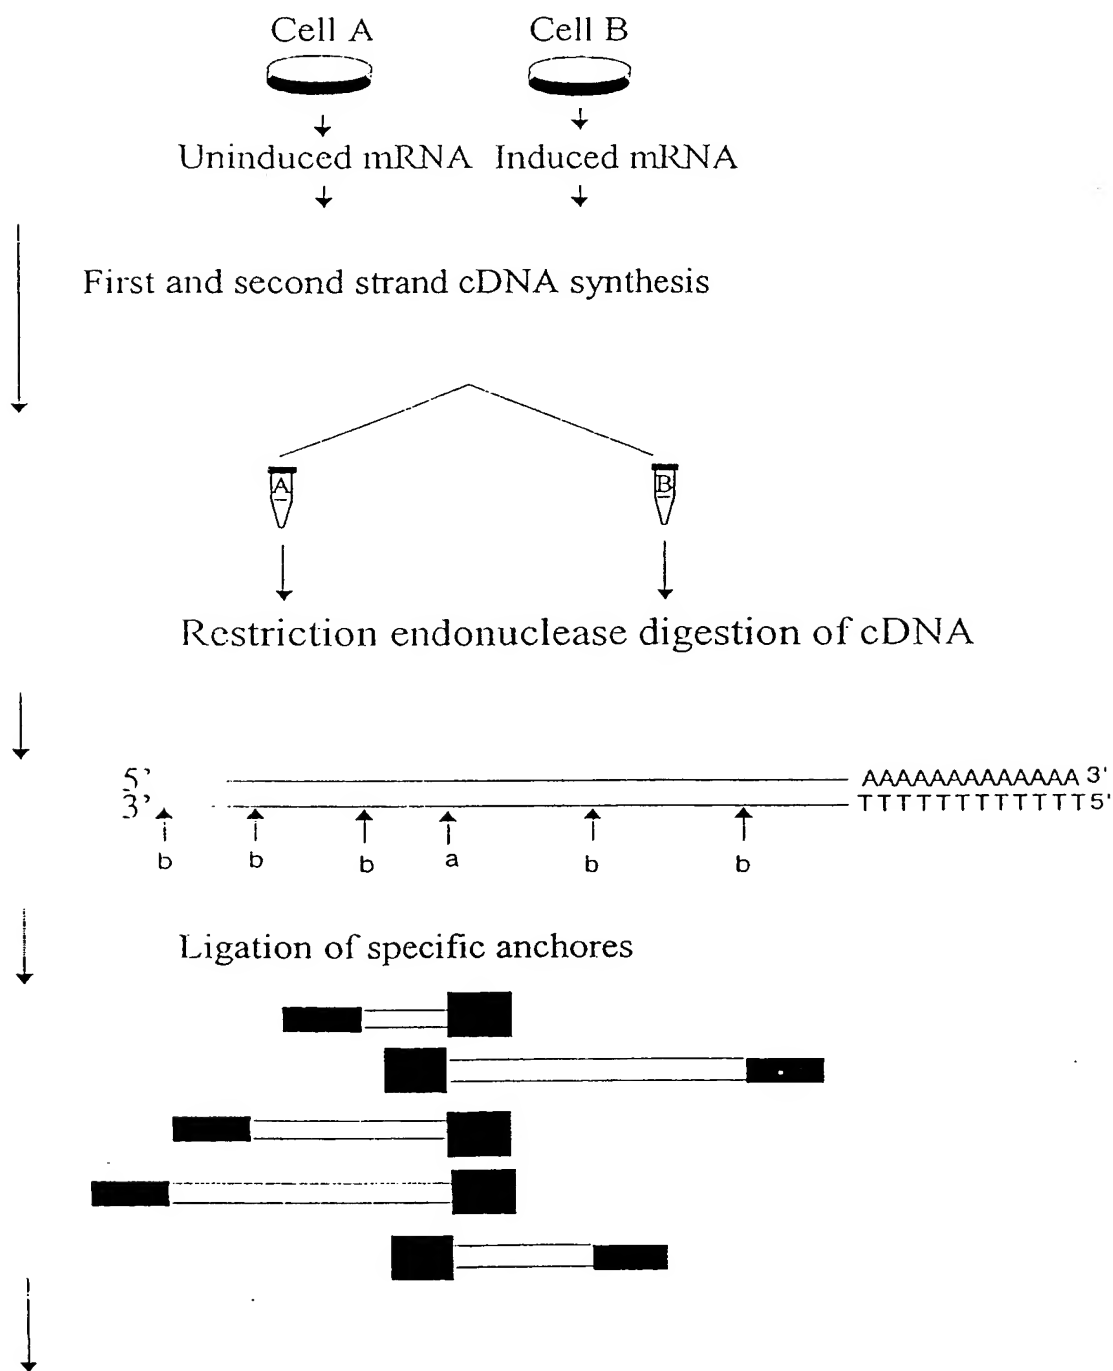 Cell A Cell B
Uninduced mRNA Induced mRNA
First and second strand cDNA synthesis
A B
Restriction endonuclease digestion of cDNA
5' AAAAAAAAAAAAA 3'
3' TTTTTTTTTTTTT5'
b b b a b b
Ligation of specific anchores